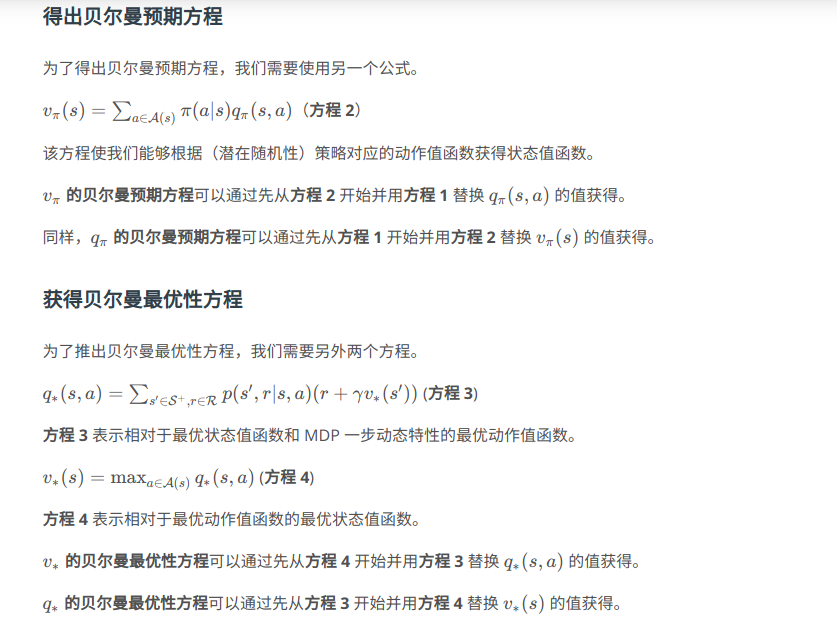 得出贝尔曼预期方程
为了得出贝尔曼预期方程，我们需要使用另一个公式。
$v_\pi(s) = \sum_{a \in \mathcal{A}(s)} \pi(a|s) q_\pi(s, a)$（方程 2）
该方程使我们能够根据（潜在随机性）策略对应的动作值函数获得状态值函数。
$v_\pi$ 的贝尔曼预期方程可以通过先从方程 2 开始并用方程 1 替换 $q_\pi(s, a)$ 的值获得。
同样，$q_\pi$ 的贝尔曼预期方程可以通过先从方程 1 开始并用方程 2 替换 $v_\pi(s)$ 的值获得。
获得贝尔曼最优性方程
为了推出贝尔曼最优性方程，我们需要另外两个方程。
$q_*(s, a) = \sum_{s' \in \mathcal{S}^+, r \in \mathcal{R}} p(s', r|s, a)(r + \gamma v_*(s'))$ (方程 3)
方程 3 表示相对于最优状态值函数和 MDP 一步动态特性的最优动作值函数。
$v_*(s) = \max_{a \in \mathcal{A}(s)} q_*(s, a)$ (方程 4)
方程 4 表示相对于最优动作值函数的最优状态值函数。
$v_*$ 的贝尔曼最优性方程可以通过先从方程 4 开始并用方程 3 替换 $q_*(s, a)$ 的值获得。
$q_*$ 的贝尔曼最优性方程可以通过先从方程 3 开始并用方程 4 替换 $v_*(s)$ 的值获得。